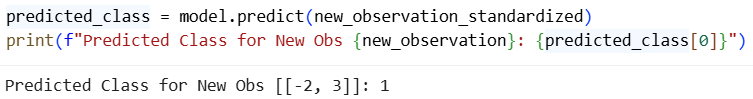 predicted_class = model.predict(new_observation_standardized)
print(f"Predicted Class for New Obs {new_observation}: {predicted_class[0]}")
Predicted Class for New Obs [[-2, 3]]: 1